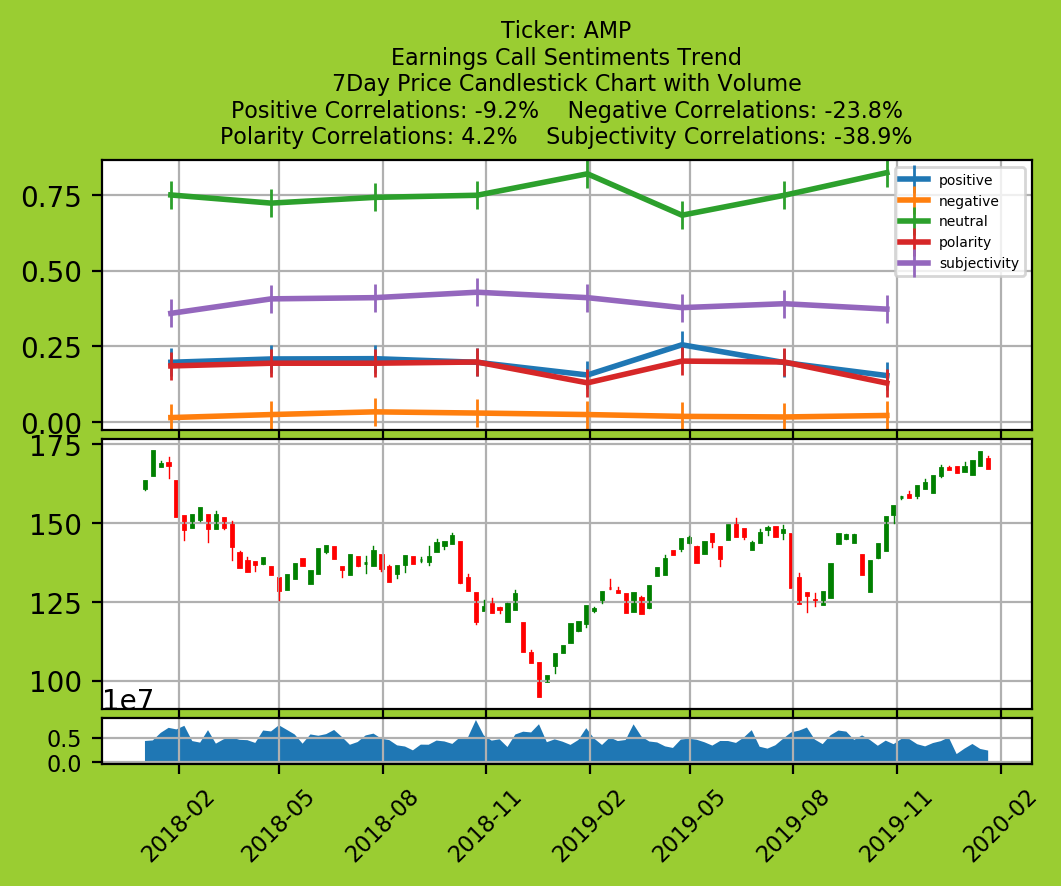 Ticker: AMP
Earnings Call Sentiments Trend
7Day Price Candlestick Chart with Volume
Positive Correlations: -9.2%    Negative Correlations: -23.8%
Polarity Correlations: 4.2%    Subjectivity Correlations: -38.9%
positive
negative
neutral
polarity
subjectivity
0.75
0.50
0.25
0.00
175
150
125
100
1e7
0.5
0.0
2018-02
2018-05
2018-08
2018-11
2019-02
2019-05
2019-08
2019-11
2020-02